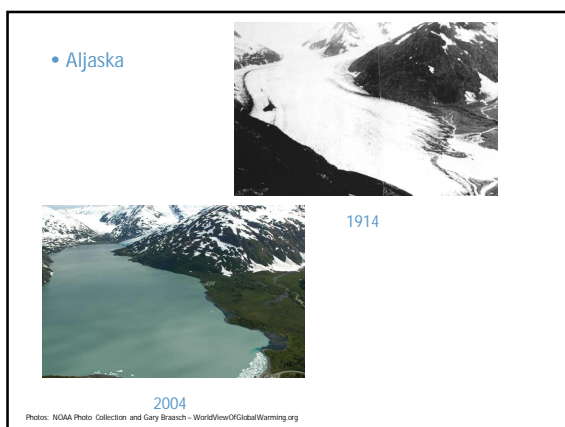 • Aljaska
1914
2004
Photos: NOAA Photo Collection and Gary Braasch – WorldViewOfGlobalWarming.org